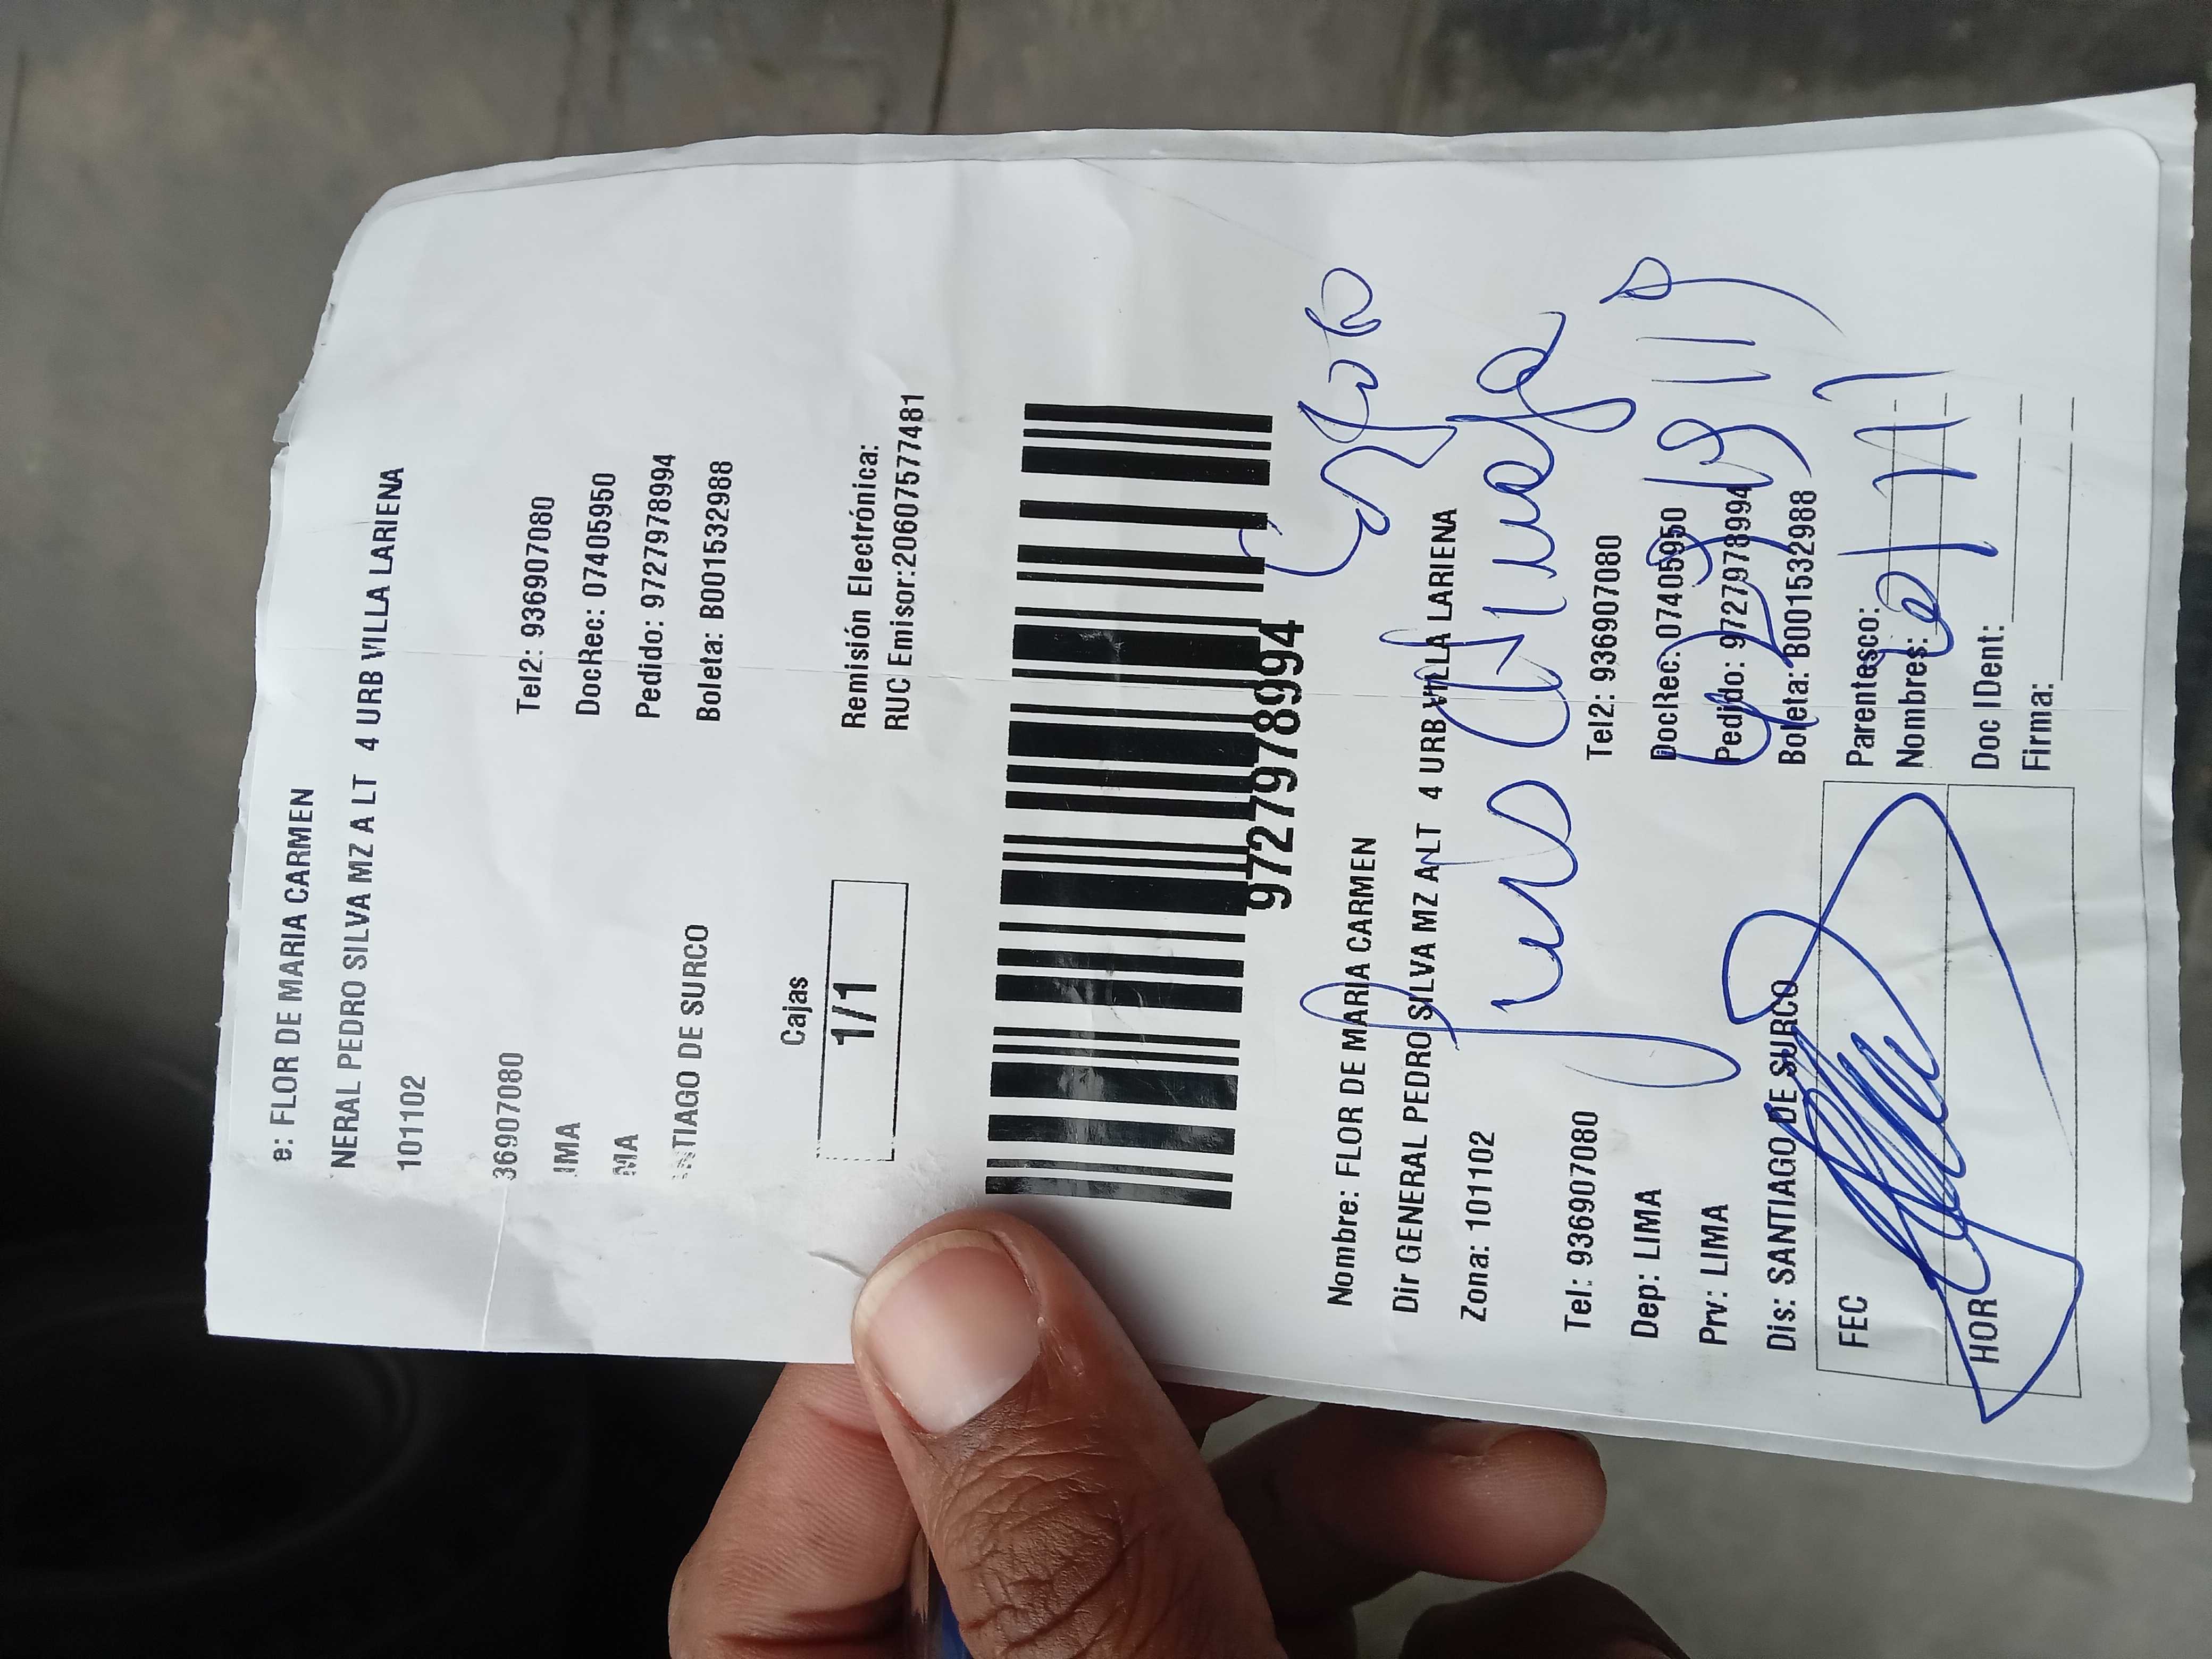 e: FLOR DE MARIA CARMEN
NERAL PEDRO SILVA MZ A LT 4 URB VILLA LARIENA
101102
36907080
Tel2: 936907080
IMA
DocRec: 07405950
MA
Pedido: 9727978994
NTIAGO DE SURCO
Boleta: B001532988
Cajas
1/1
Remisión Electrónica:
RUC Emisor:20607577481
9727978994
Nombre: FLOR DE MARIA CARMEN
Dir GENERAL PEDRO SILVA MZ A LT 4 URB VILLA LARIENA
Zona: 101102
Tel: 936907080
Tel2: 936907080
Dep: LIMA
DocRec: 07405950
Prv: LIMA
Pedido: 9727978994
Dis: SANTIAGO DE SURCO
Boleta: B001532988
FEC
Parentesco:
Nombres:
HOR
Doc IDent:
Firma: